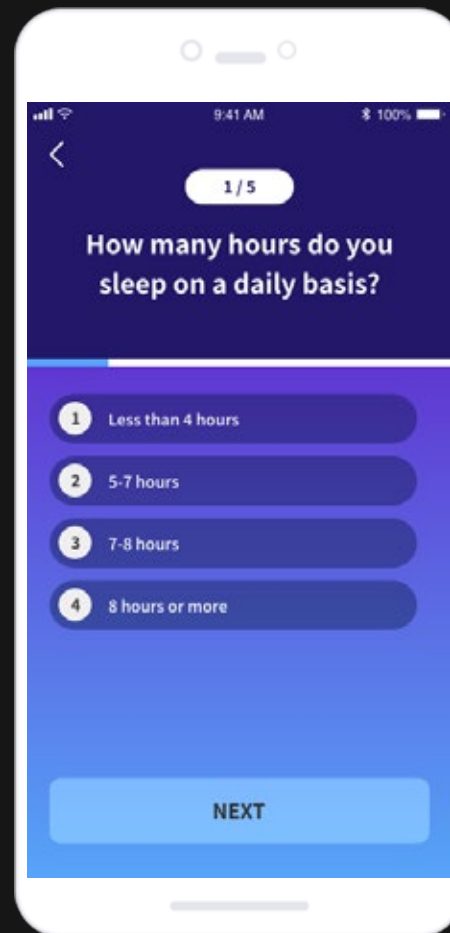 9:41 AM
100%
1 / 5
How many hours do you
sleep on a daily basis?
1 Less than 4 hours
2 5-7 hours
3 7-8 hours
4 8 hours or more
NEXT